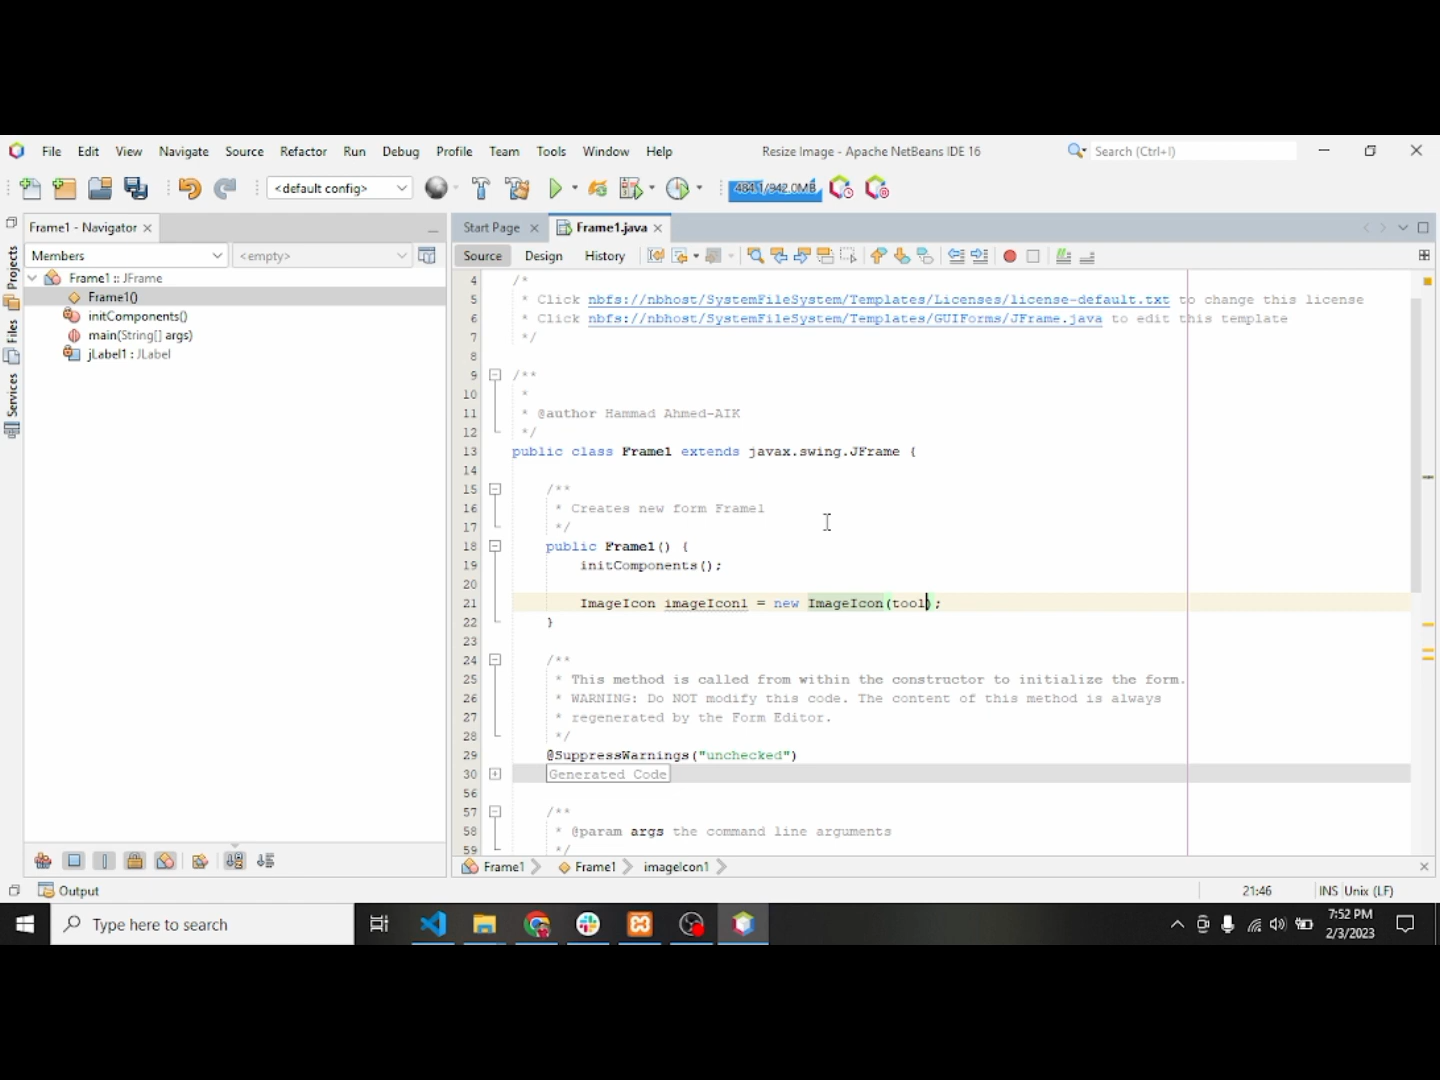 File Edit View Navigate Source Refactor Run Debug Profile Team Tools Window Help Resize Image - Apache NetBeans IDE 16 Search (Ctrl+I)
<default config> 484.1/942.0MB
Frame1 - Navigator Start Page Frame1.java
Members <empty> Source Design History
Projects
Files
Services
Frame1 :: JFrame
Frame1()
initComponents()
main(String[] args)
jLabel1 : JLabel
4 /*
5 * Click nbfs://nbhost/SystemFileSystem/Templates/Licenses/license-default.txt to change this license
6 * Click nbfs://nbhost/SystemFileSystem/Templates/GUIForms/JFrame.java to edit this template
7 */
8
9 /**
10 *
11 * @author Hammad Ahmed-AIK
12 */
13 public class Frame1 extends javax.swing.JFrame {
14
15 /**
16 * Creates new form Frame1
17 */
18 public Frame1() {
19 initComponents();
20
21 ImageIcon imageIcon1 = new ImageIcon(tool);
22 }
23
24 /**
25 * This method is called from within the constructor to initialize the form.
26 * WARNING: Do NOT modify this code. The content of this method is always
27 * regenerated by the Form Editor.
28 */
29 @SuppressWarnings("unchecked")
30 Generated Code
56
57 /**
58 * @param args the command line arguments
59 */
Frame1 Frame1 imageIcon1
Output 21:46 INS Unix (LF)
Type here to search 7:52 PM
2/3/2023